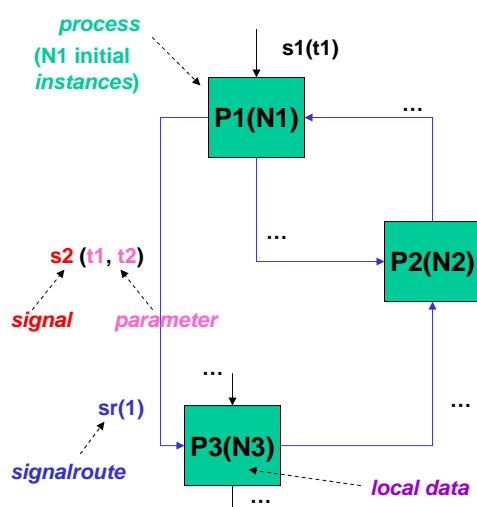 process
(N1 initial
instances)
s1(t1)
...
P1(N1)
...
s2 (t1, t2)
P2(N2)
signal
parameter
...
...
sr(1)
P3(N3)
signalroute
local data
...